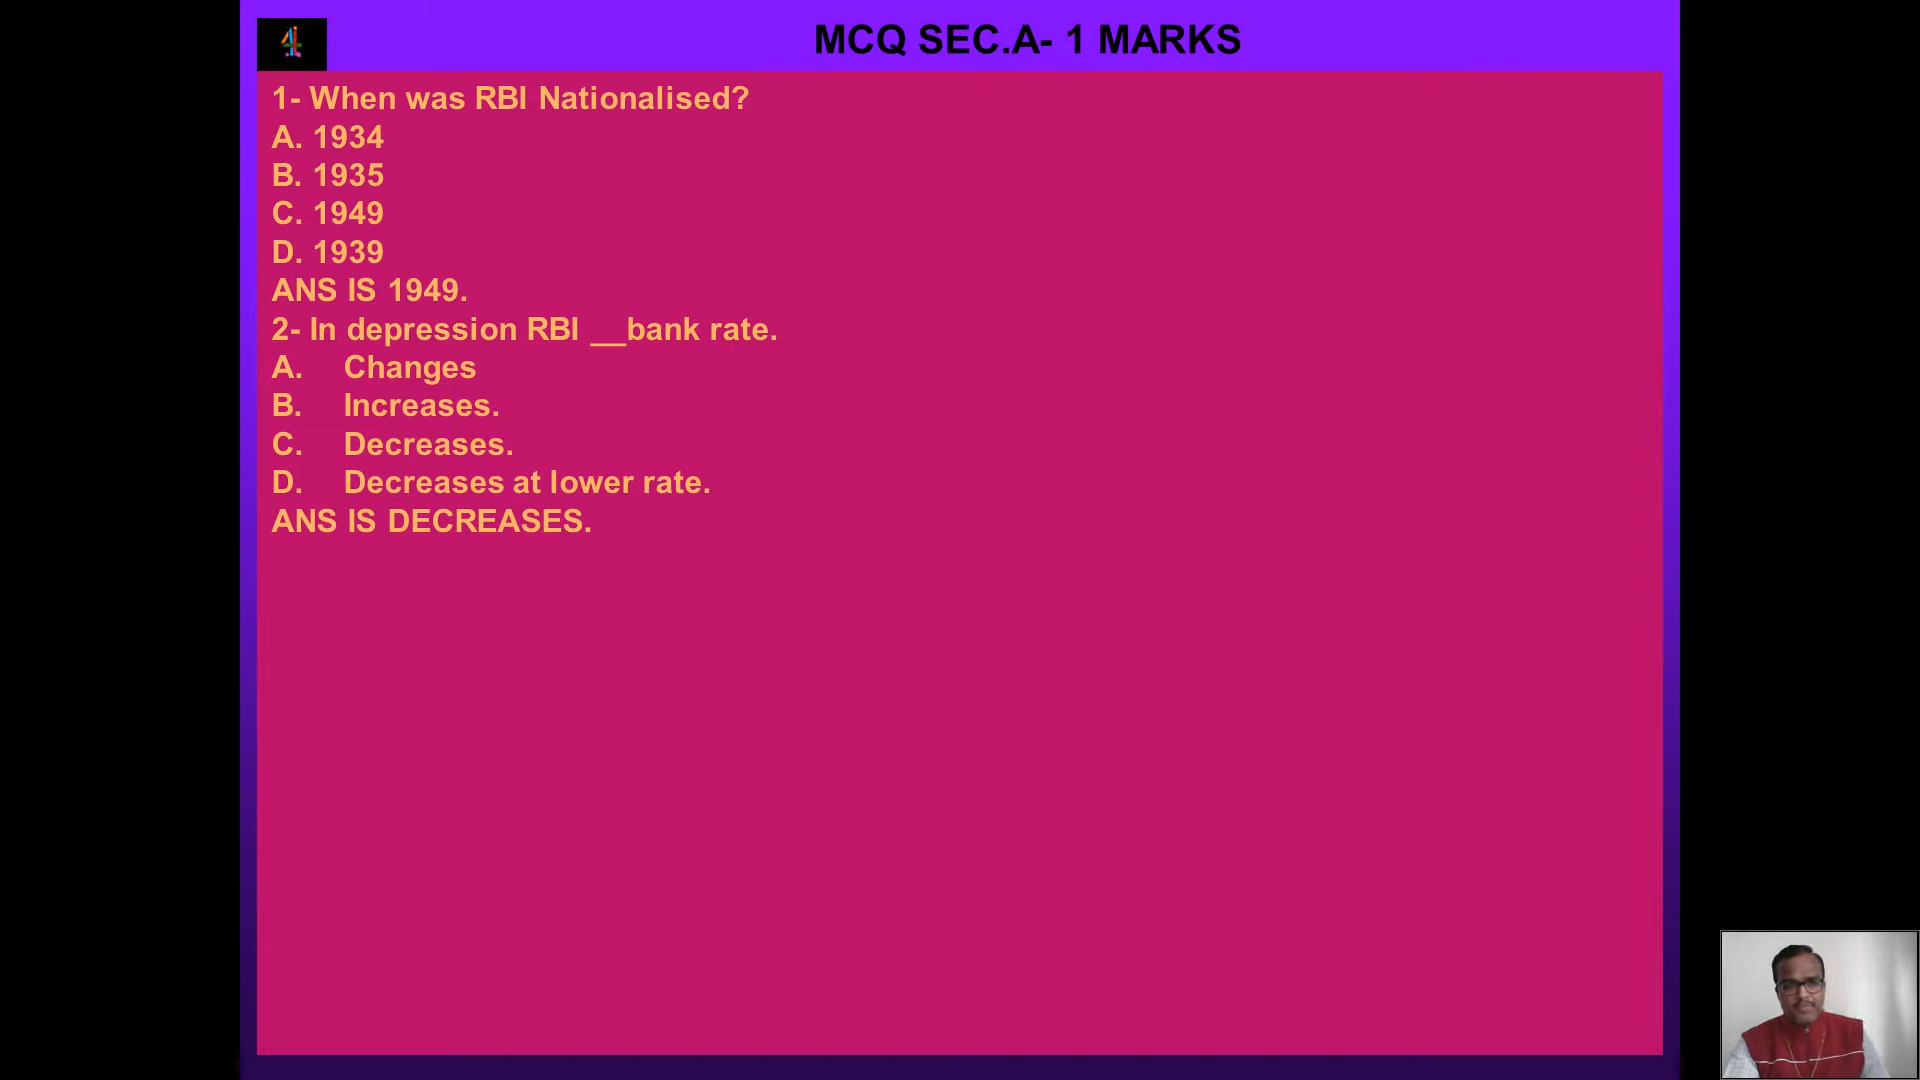 MCQ SEC.A- 1 MARKS
1- When was RBI Nationalised?
A. 1934
B. 1935
C. 1949
D. 1939
ANS IS 1949.
2- In depression RBI __bank rate.
A. Changes
B. Increases.
C. Decreases.
D. Decreases at lower rate.
ANS IS DECREASES.